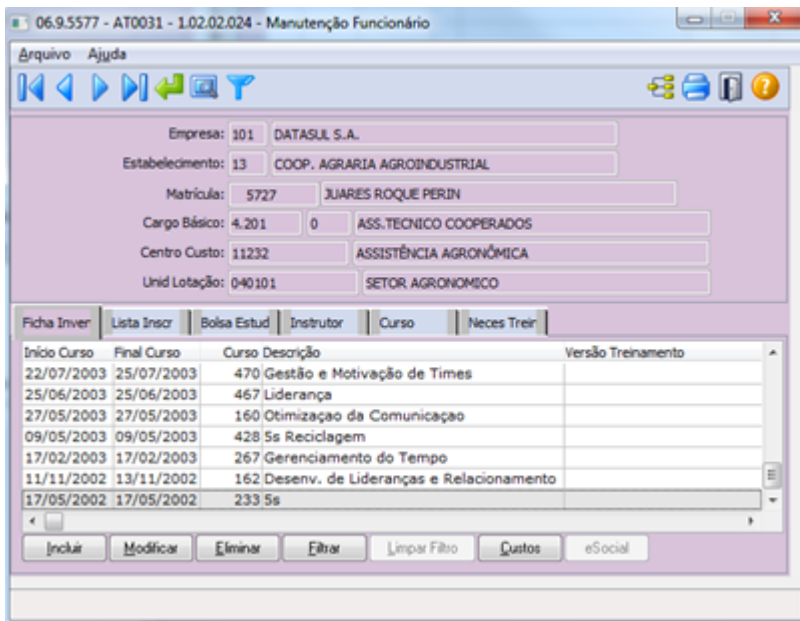 06.9.5577 - AT0031 - 1.02.02.024 - Manutenção Funcionário
Arquivo Ajuda
Empresa: 101 DATASUL S.A.
Estabelecimento: 13 COOP. AGRARIA AGROINDUSTRIAL
Matrícula: 5727 JUARES ROQUE PERIN
Cargo Básico: 4.201 0 ASS.TECNICO COOPERADOS
Centro Custo: 11232 ASSISTÊNCIA AGRONÔMICA
Unid Lotação: 040101 SETOR AGRONOMICO
Ficha Inver Lista Inscr Bolsa Estud Instrutor Curso Neces Trein
Início Curso Final Curso Curso Descrição Versão Treinamento
22/07/2003 25/07/2003 470 Gestão e Motivação de Times
25/06/2003 25/06/2003 467 Liderança
27/05/2003 27/05/2003 160 Otimizaçao da Comunicaçao
09/05/2003 09/05/2003 428 5s Reciclagem
17/02/2003 17/02/2003 267 Gerenciamento do Tempo
11/11/2002 13/11/2002 162 Desenv. de Lideranças e Relacionamento
17/05/2002 17/05/2002 233 5s
Incluir Modificar Eliminar Filtrar Limpar Filtro Custos eSocial